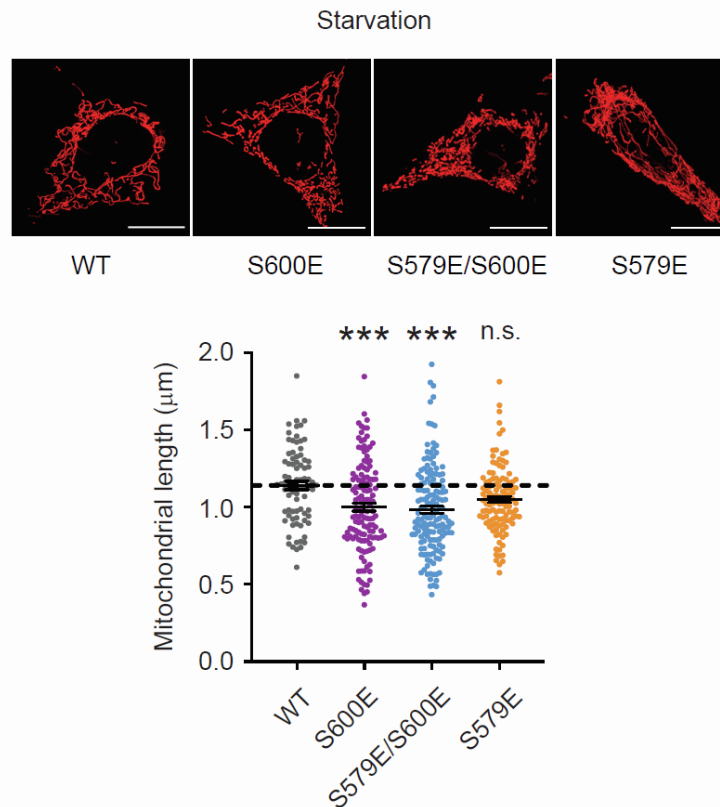 Starvation
WT S600E S579E/S600E S579E
*** *** n.s.
Mitochondrial length (μm)
2.0
1.5
1.0
0.5
0.0
WT
S600E
S579E/S600E
S579E